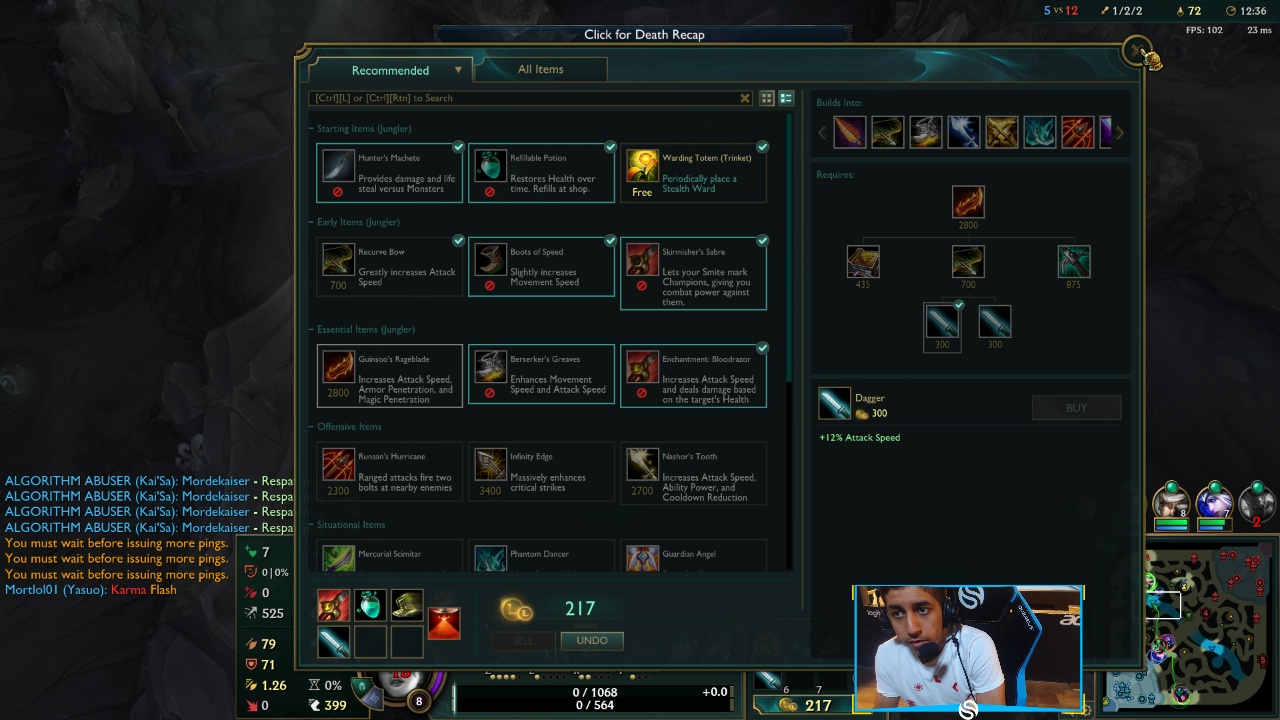 5 vs 12 1/2/2 72 12:36
FPS: 102 23 ms
Click for Death Recap
Recommended All Items
[Ctrl][L] or [Ctrl][Rtn] to Search
Starting Items (Jungler)
Hunter's Machete
Provides damage and life
steal versus Monsters
Refillable Potion
Restores Health over
time. Refills at shop.
Warding Totem (Trinket)
Periodically place a
Stealth Ward
Free
Early Items (Jungler)
Recurve Bow
Greatly increases Attack
Speed
700
Boots of Speed
Slightly increases
Movement Speed
Skirmisher's Sabre
Lets your Smite mark
Champions, giving you
combat power against
them.
Essential Items (Jungler)
Guinsoo's Rageblade
Increases Attack Speed,
Armor Penetration, and
Magic Penetration
2800
Berserker's Greaves
Enhances Movement
Speed and Attack Speed
Enchantment: Bloodrazor
Increases Attack Speed
and deals damage based
on the target's Health
Offensive Items
Runaan's Hurricane
Ranged attacks fire two
bolts at nearby enemies
2300
Infinity Edge
Massively enhances
critical strikes
3400
Nashor's Tooth
Increases Attack Speed,
Ability Power, and
Cooldown Reduction
2700
Situational Items
Mercurial Scimitar
Phantom Dancer
Guardian Angel
217
SELL UNDO
Builds Into:
Requires:
2800
435 700 875
300 300
Dagger
300
BUY
+12% Attack Speed
ALGORITHM ABUSER (Kai'Sa): Mordekaiser - Respa
ALGORITHM ABUSER (Kai'Sa): Mordekaiser - Respa
ALGORITHM ABUSER (Kai'Sa): Mordekaiser - Respa
ALGORITHM ABUSER (Kai'Sa): Mordekaiser - Respa
You must wait before issuing more pings.
You must wait before issuing more pings.
You must wait before issuing more pings.
Mortlol01 (Yasuo): Karma Flash
7
0|0%
0
525
79
71
1.26 0%
0 399
8
0 / 1068 +0.0
0 / 564
6 7
217
8
2